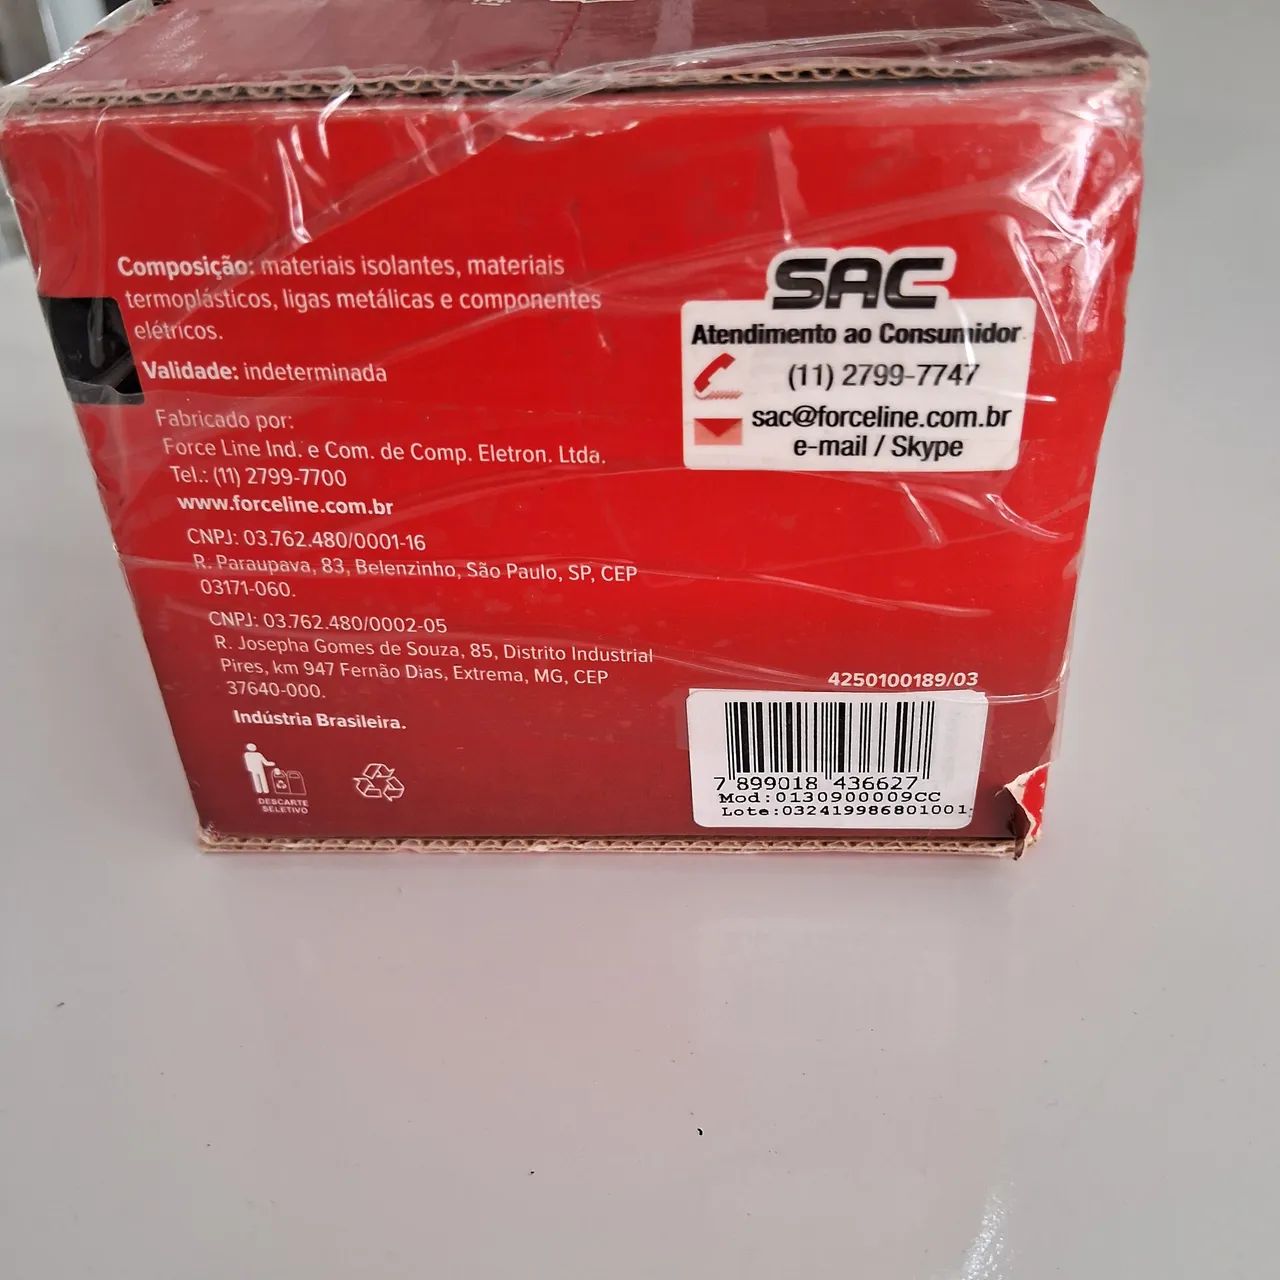 Composição: materiais isolantes, materiais
termoplásticos, ligas metálicas e componentes
elétricos.
Validade: indeterminada
Fabricado por:
Force Line Ind. e Com. de Comp. Eletron. Ltda.
Tel.: (11) 2799-7700
www.forceline.com.br
CNPJ: 03.762.480/0001-16
R. Paraupava, 83, Belenzinho, São Paulo, SP, CEP
03171-060.
CNPJ: 03.762.480/0002-05
R. Josepha Gomes de Souza, 85, Distrito Industrial
Pires, km 947 Fernão Dias, Extrema, MG, CEP
37640-000.
Indústria Brasileira.
DESCARTE
SELETIVO
SAC
Atendimento ao Consumidor
(11) 2799-7747
sac@forceline.com.br
e-mail / Skype
4250100189/03
7 899018 436627
Mod:0130900009CC
Lote:032419986801001